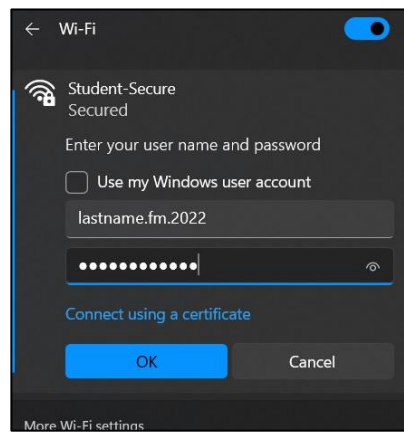 Wi-Fi
Student-Secure
Secured
Enter your user name and password
Use my Windows user account
lastname.fm.2022
••••••••••••
Connect using a certificate
OK Cancel
More Wi-Fi settings